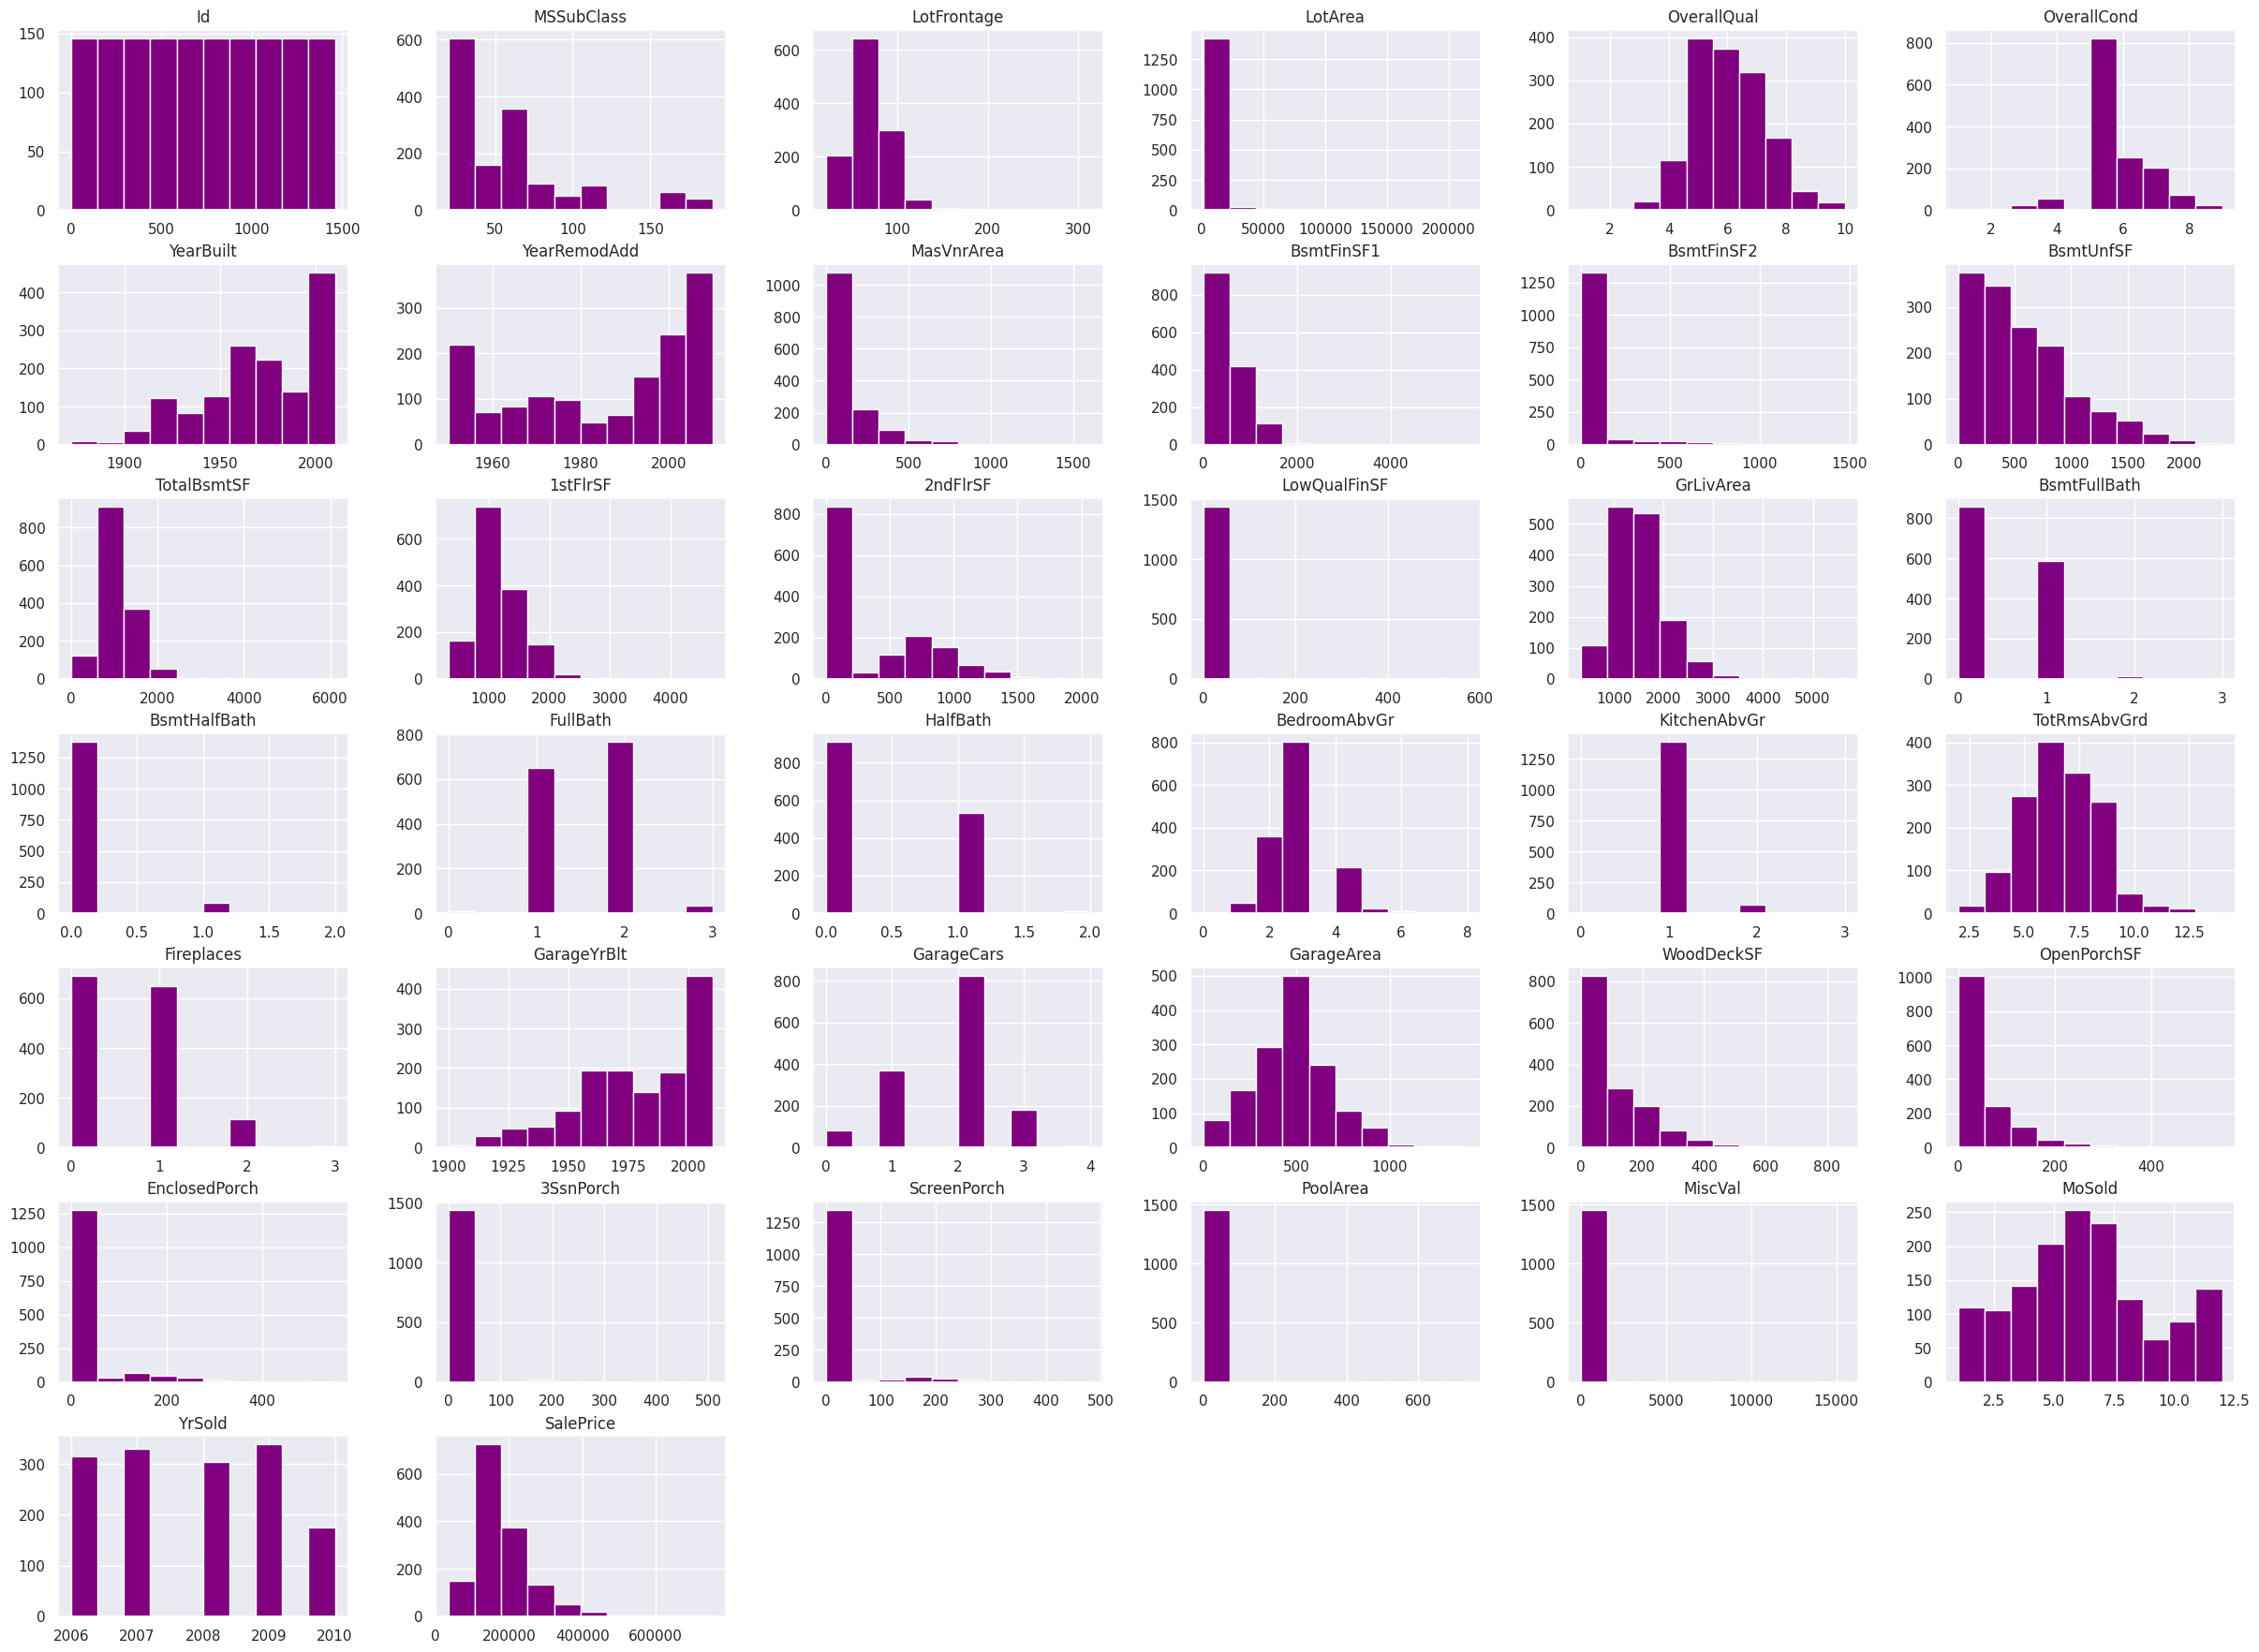 Id MSSubClass LotFrontage LotArea OverallQual OverallCond
150 100 50 0
0 500 1000 1500
600 400 200 0
50 100 150
600 400 200 0
100 200 300
1250 1000 750 500 250 0
0 50000 100000 150000 200000
400 300 200 100 0
2 4 6 8 10
800 600 400 200 0
2 4 6 8
YearBuilt YearRemodAdd MasVnrArea BsmtFinSF1 BsmtFinSF2 BsmtUnfSF
400 300 200 100 0
1900 1950 2000
300 200 100 0
1960 1980 2000
1000 800 600 400 200 0
0 500 1000 1500
800 600 400 200 0
0 2000 4000
1250 1000 750 500 250 0
0 500 1000 1500
300 200 100 0
0 500 1000 1500 2000
TotalBsmtSF 1stFlrSF 2ndFlrSF LowQualFinSF GrLivArea BsmtFullBath
800 600 400 200 0
0 2000 4000 6000
600 400 200 0
1000 2000 3000 4000
800 600 400 200 0
0 500 1000 1500 2000
1500 1000 500 0
0 200 400 600
500 400 300 200 100 0
1000 2000 3000 4000 5000
800 600 400 200 0
0 1 2 3
BsmtHalfBath FullBath HalfBath BedroomAbvGr KitchenAbvGr TotRmsAbvGrd
1250 1000 750 500 250 0
0.0 0.5 1.0 1.5 2.0
800 600 400 200 0
0 1 2 3
800 600 400 200 0
0.0 0.5 1.0 1.5 2.0
800 600 400 200 0
0 2 4 6 8
1250 1000 750 500 250 0
0 1 2 3
400 300 200 100 0
2.5 5.0 7.5 10.0 12.5
Fireplaces GarageYrBlt GarageCars GarageArea WoodDeckSF OpenPorchSF
600 400 200 0
0 1 2 3
400 300 200 100 0
1900 1925 1950 1975 2000
800 600 400 200 0
0 1 2 3 4
500 400 300 200 100 0
0 500 1000
800 600 400 200 0
0 200 400 600 800
1000 800 600 400 200 0
0 200 400
EnclosedPorch 3SsnPorch ScreenPorch PoolArea MiscVal MoSold
1250 1000 750 500 250 0
0 200 400
1500 1000 500 0
0 100 200 300 400 500
1250 1000 750 500 250 0
0 100 200 300 400 500
1500 1000 500 0
0 200 400 600
1500 1000 500 0
0 5000 10000 15000
250 200 150 100 50 0
2.5 5.0 7.5 10.0 12.5
YrSold SalePrice
300 200 100 0
2006 2007 2008 2009 2010
600 400 200 0
0 200000 400000 600000